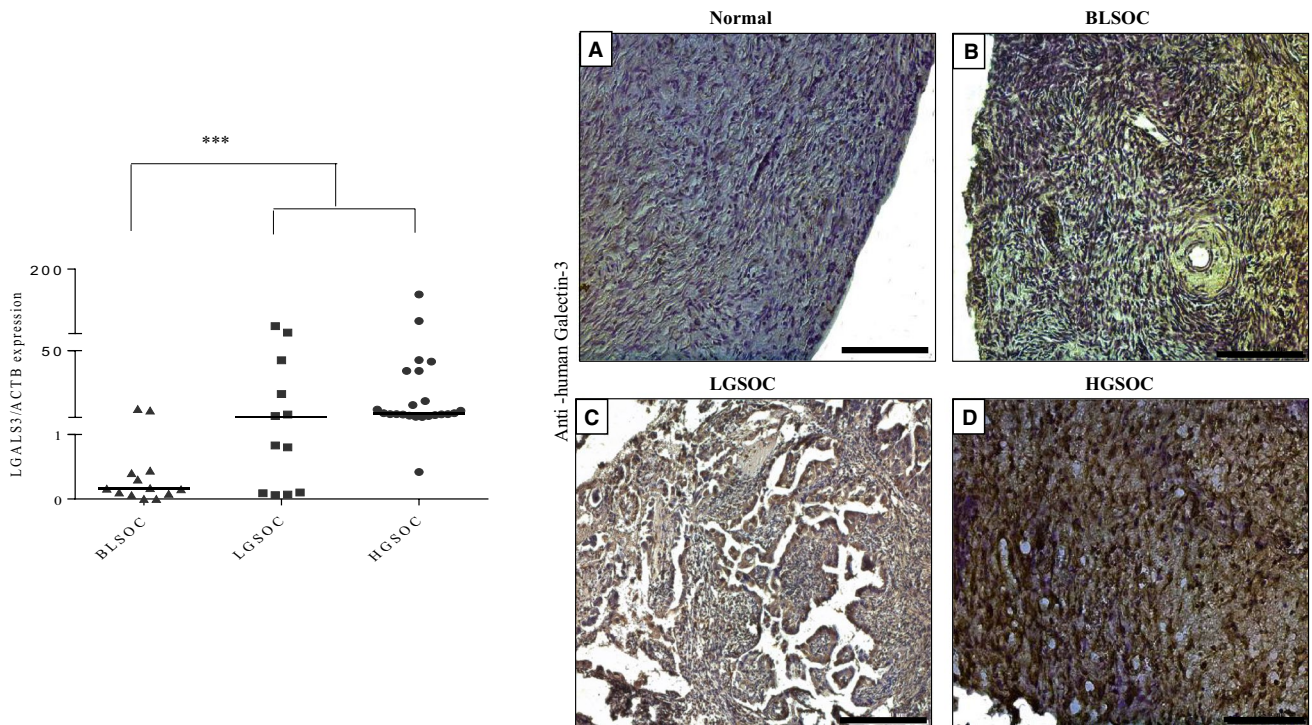 ***
LGALS3/ACTB expression
200
50
1
0
BLSOC
LGSOC
HGSOC
Anti -human Galectin-3
Normal
A
BLSOC
B
LGSOC
C
HGSOC
D